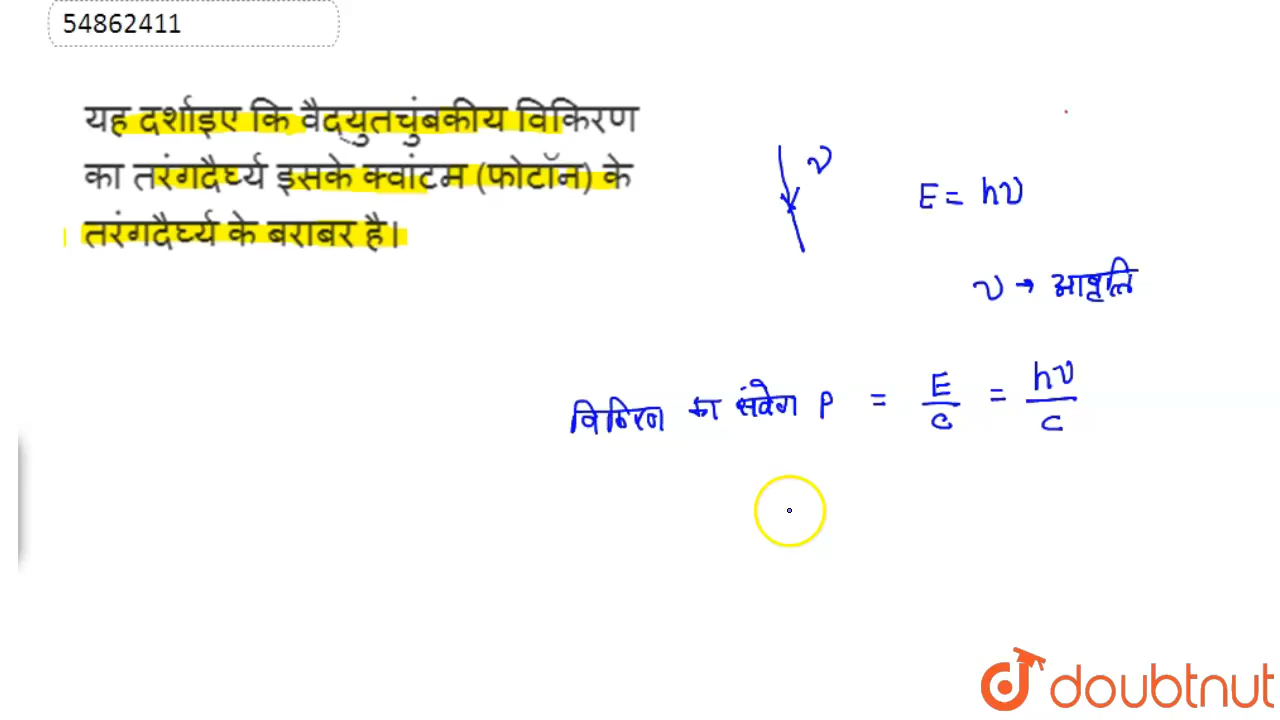 54862411
यह दर्शाइए कि वैद्युतचुंबकीय विकिरण
का तरंगदैर्घ्य इसके क्वांटम (फोटॉन) के
तरंगदैर्घ्य के बराबर है।
ν
E = hν
ν → आवृत्ति
विकिरण का संवेग P = E/c = hν/c
doubtnut